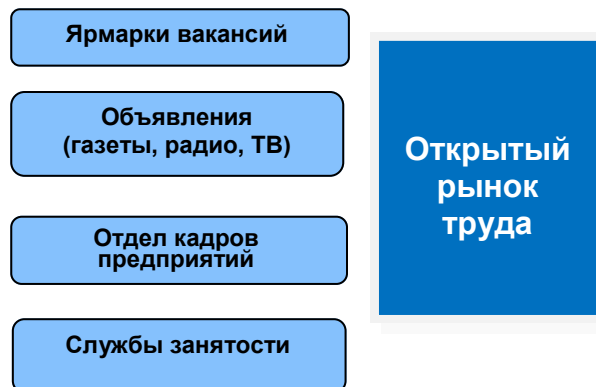 Ярмарки вакансий
Объявления
(газеты, радио, ТВ)
Отдел кадров
предприятий
Службы занятости
Открытый
рынок
труда